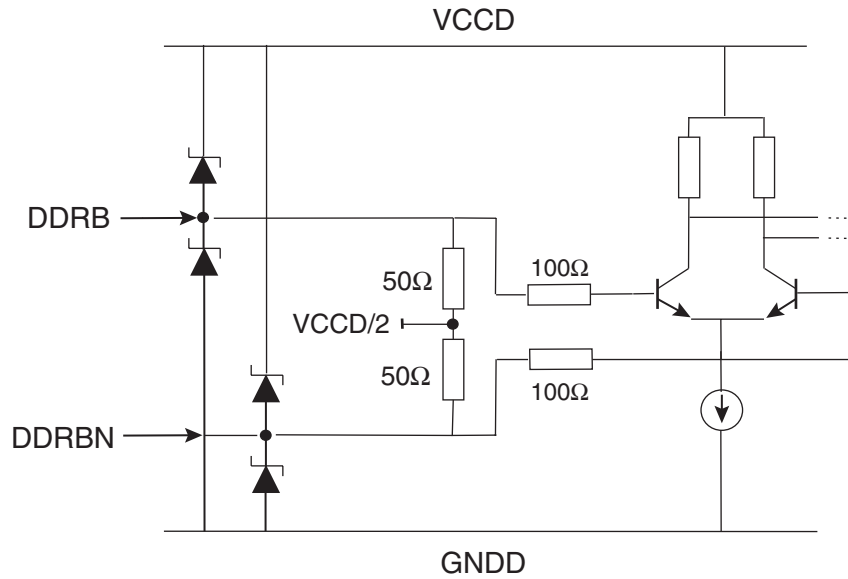 VCCD
DDRB
50Ω
100Ω
VCCD/2
50Ω
100Ω
DDRBN
GNDD